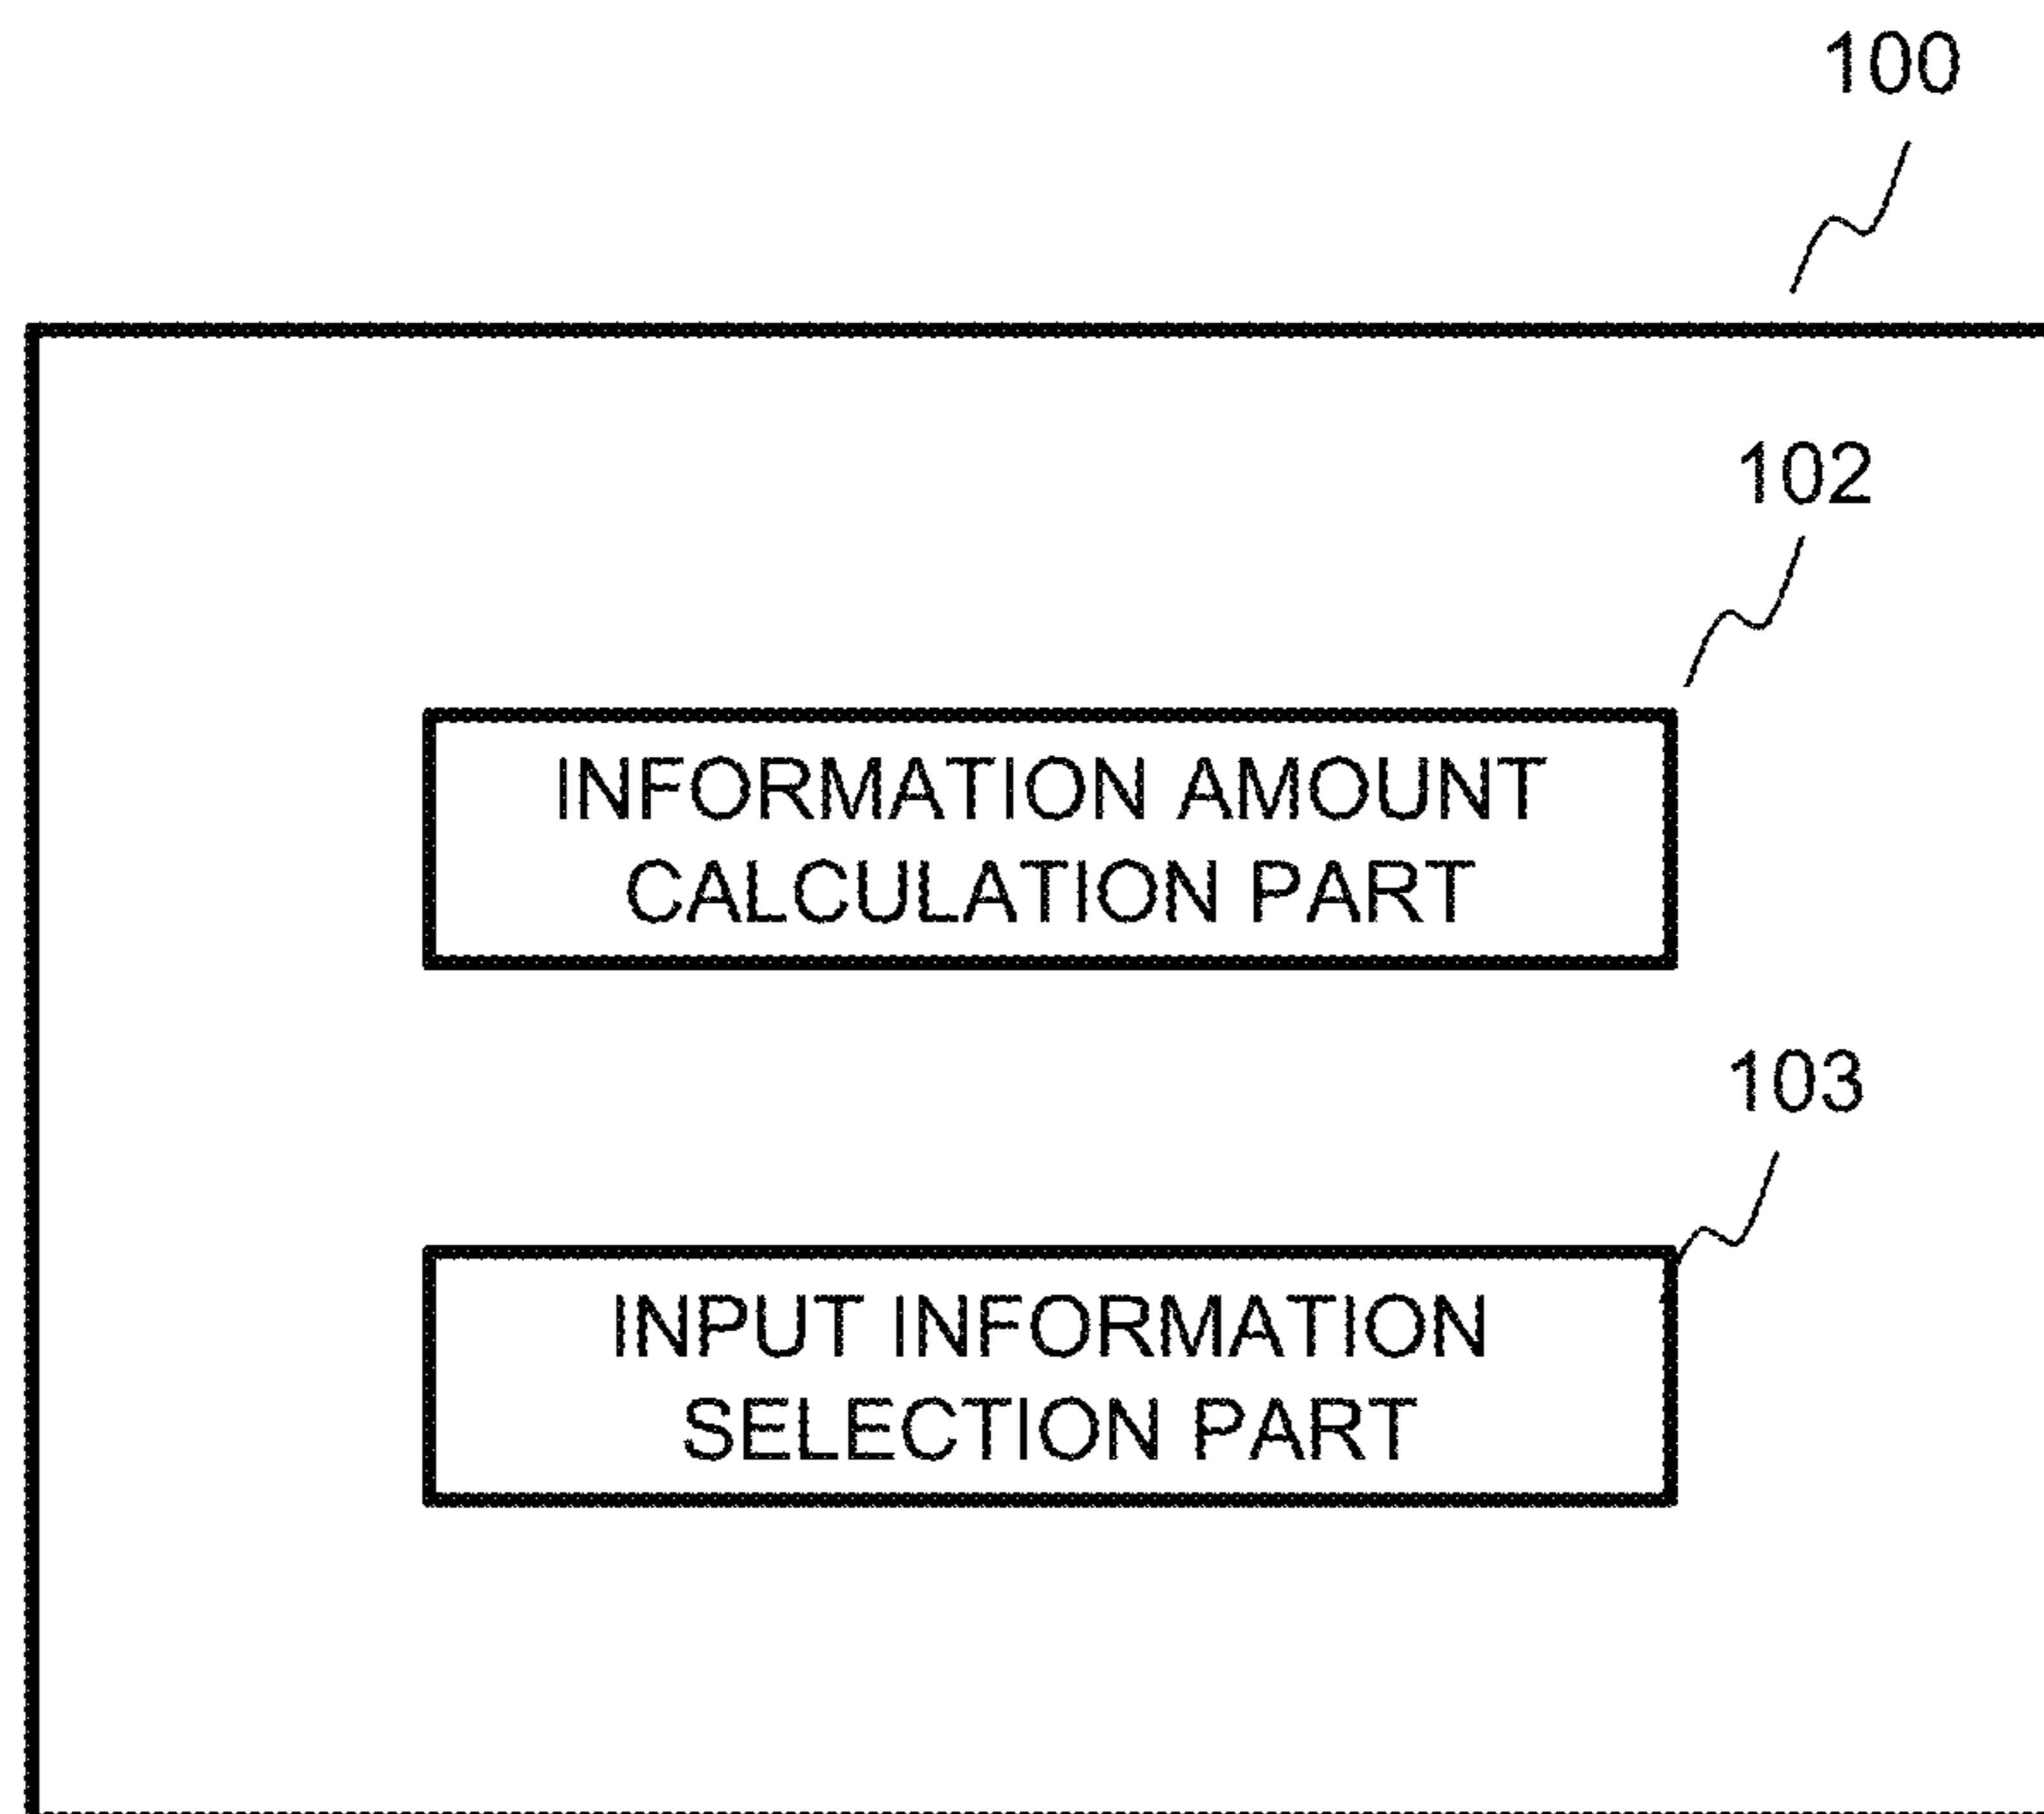 100
102
INFORMATION AMOUNT
CALCULATION PART
103
INPUT INFORMATION
SELECTION PART